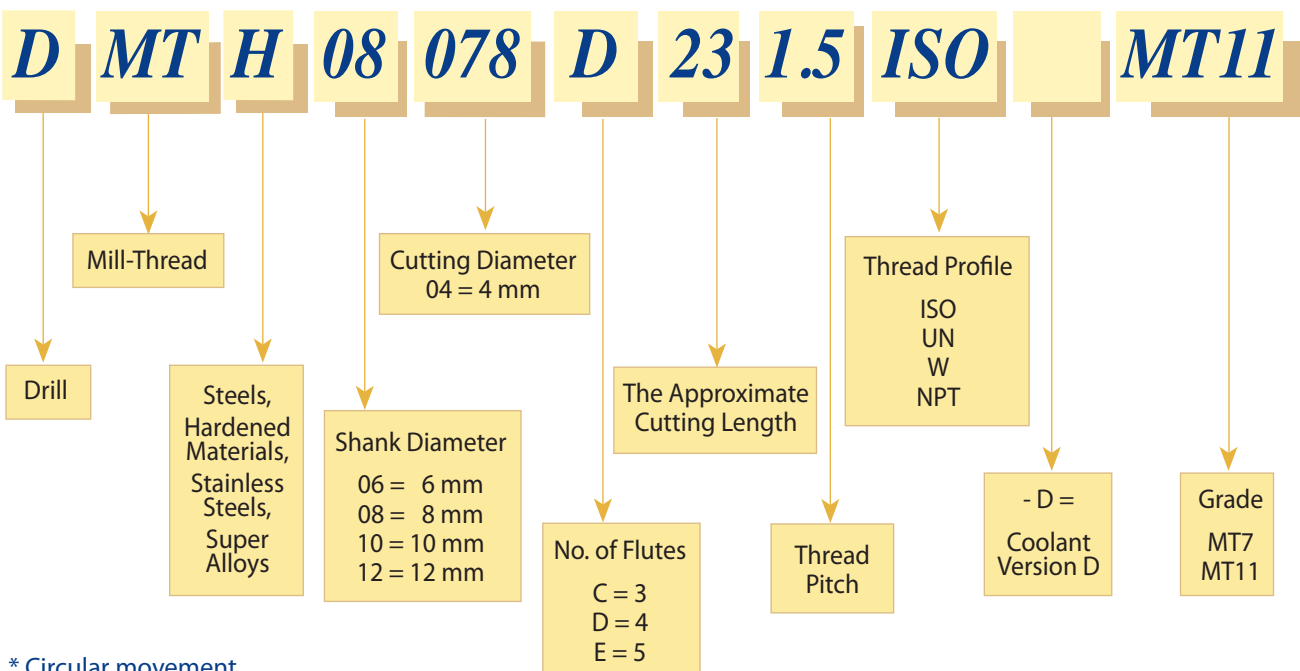 D MT H 08 078 D 23 1.5 ISO MT11
Drill
Mill-Thread
Steels,
Hardened
Materials,
Stainless
Steels,
Super
Alloys
Shank Diameter
06 = 6 mm
08 = 8 mm
10 = 10 mm
12 = 12 mm
Cutting Diameter
04 = 4 mm
No. of Flutes
C = 3
D = 4
E = 5
The Approximate
Cutting Length
Thread
Pitch
Thread Profile
ISO
UN
W
NPT
- D =
Coolant
Version D
Grade
MT7
MT11
* Circular movement